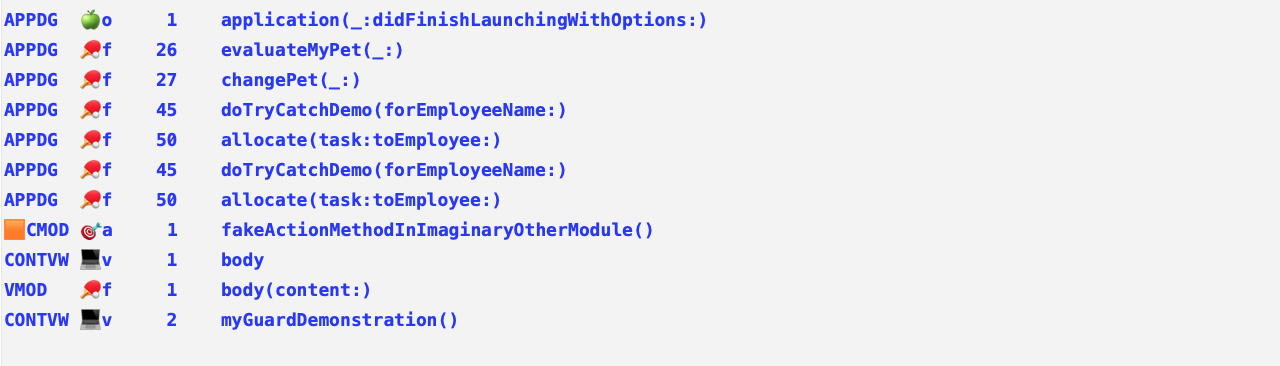 APPDG 🍏o 1 application(_:didFinishLaunchingWithOptions:)
APPDG 🏓f 26 evaluateMyPet(_:)
APPDG 🏓f 27 changePet(_:)
APPDG 🏓f 45 doTryCatchDemo(forEmployeeName:)
APPDG 🏓f 50 allocate(task:toEmployee:)
APPDG 🏓f 45 doTryCatchDemo(forEmployeeName:)
APPDG 🏓f 50 allocate(task:toEmployee:)
🟧CMOD 🎯a 1 fakeActionMethodInImaginaryOtherModule()
CONTVW 💻v 1 body
VMOD 🏓f 1 body(content:)
CONTVW 💻v 2 myGuardDemonstration()